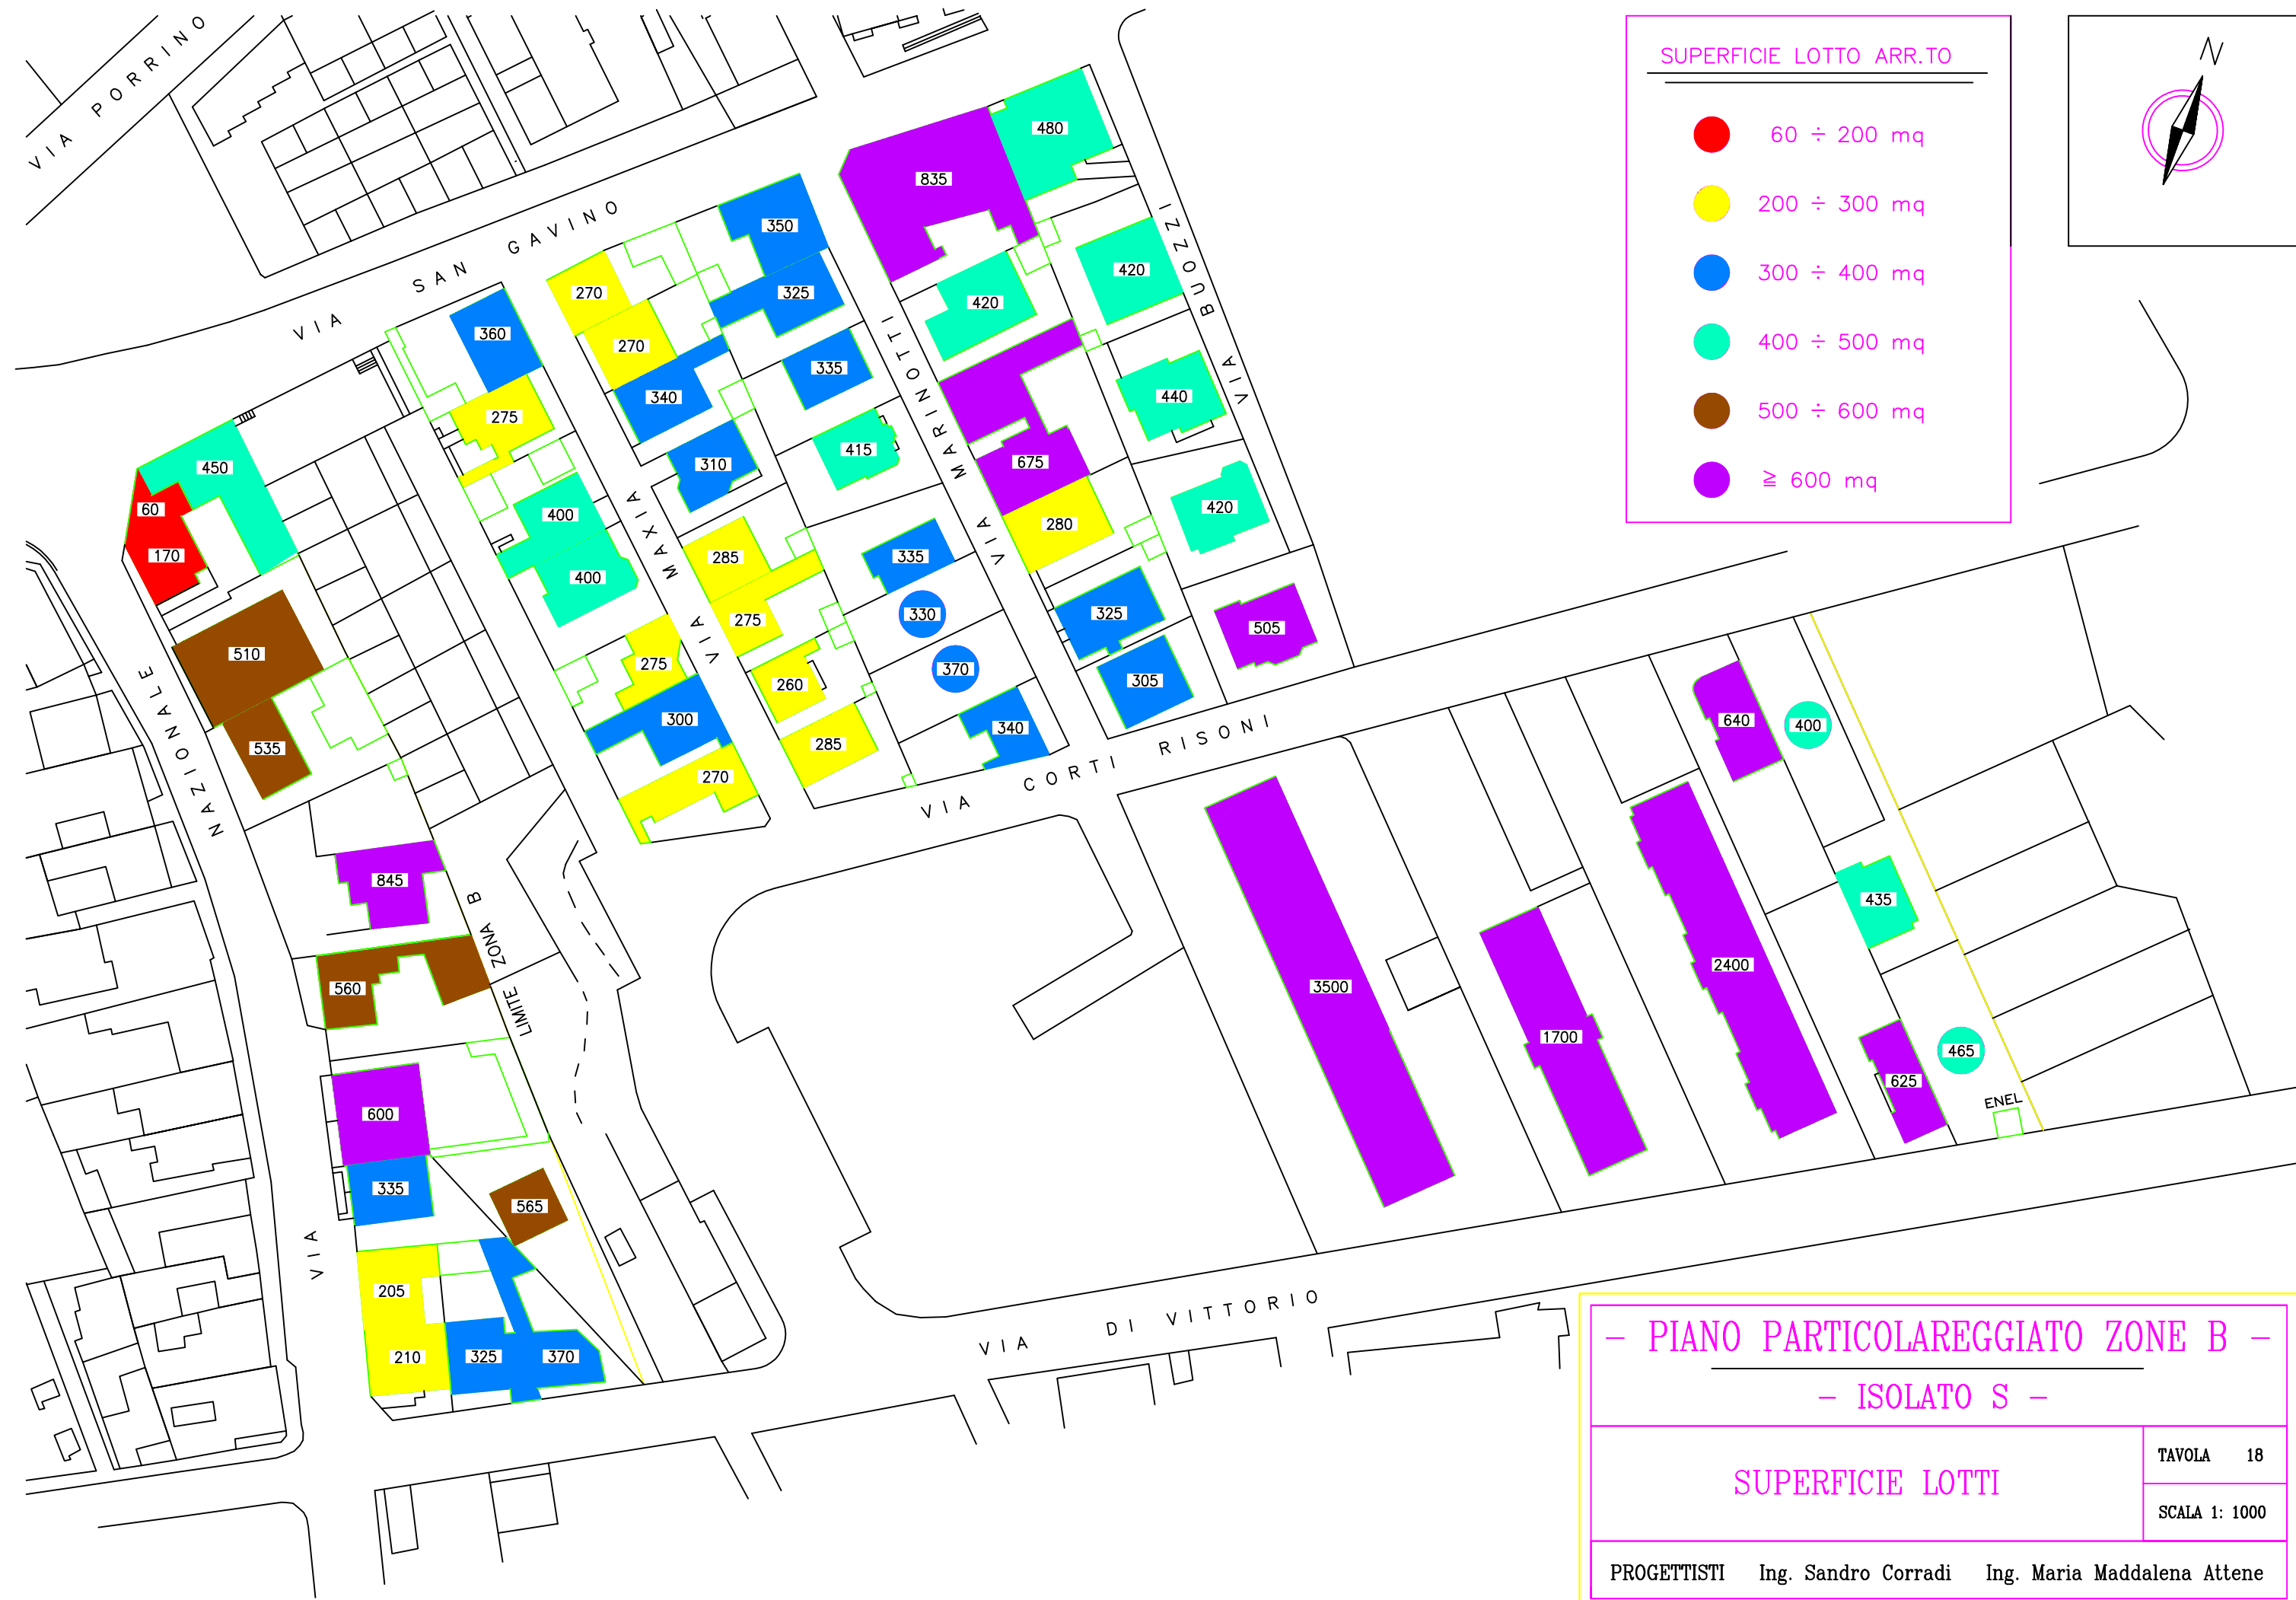 VIA PORRINO
VIA SAN GAVINO
VIA BUOZZI
VIA MARINOTTI
VIA MAXIA
VIA NAZIONALE
LIMITE ZONA B
VIA CORTI RISONI
VIA DI VITTORIO
ENEL
480
835
350
420
325
270
420
360
270
335
340
440
275
415
450
310
675
60
400
420
280
170
285
335
400
325
330
275
505
510
275
370
260
305
300
340
640
400
285
535
270
845
435
2400
3500
560
1700
465
625
600
335
565
205
210
325
370
SUPERFICIE LOTTO ARR.TO
60 ÷ 200 mq
200 ÷ 300 mq
300 ÷ 400 mq
400 ÷ 500 mq
500 ÷ 600 mq
≧ 600 mq
N
- PIANO PARTICOLAREGGIATO ZONE B -
- ISOLATO S -
SUPERFICIE LOTTI
TAVOLA 18
SCALA 1: 1000
PROGETTISTI Ing. Sandro Corradi Ing. Maria Maddalena Attene